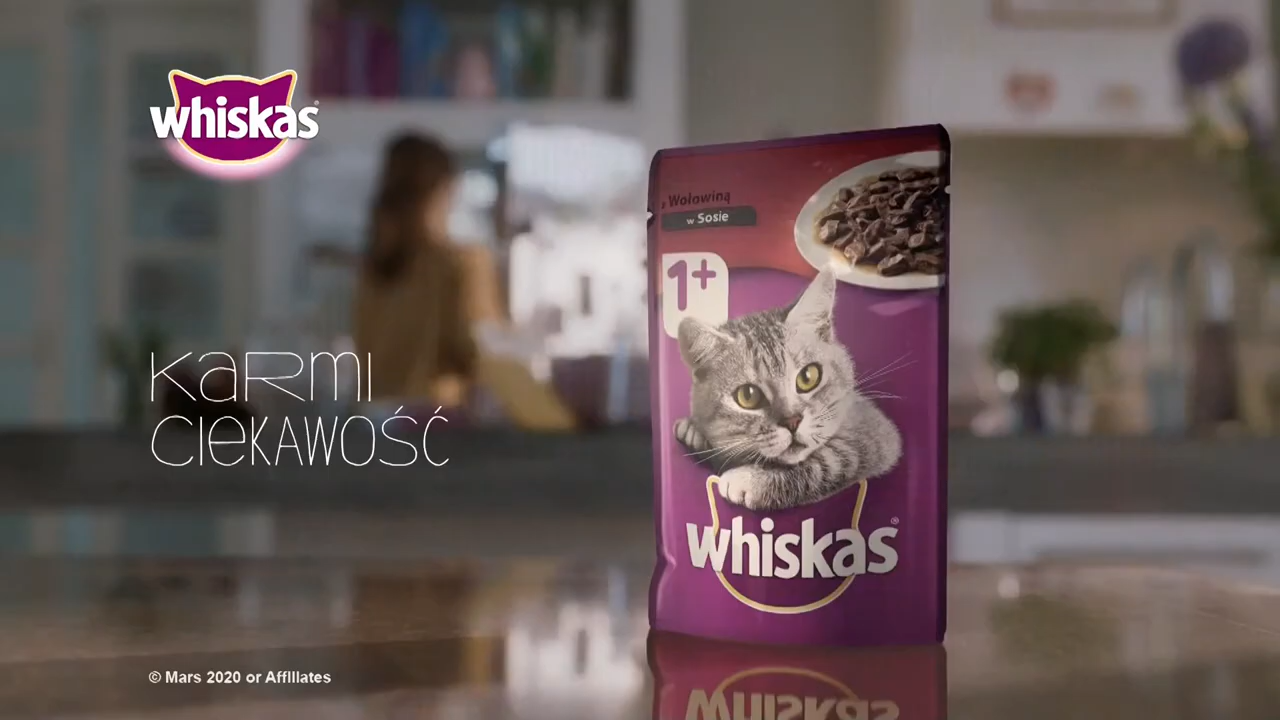 whiskas
KARMI
CIEKAWOŚĆ
z Wołowiną
w Sosie
1+
whiskas
© Mars 2020 or Affiliates